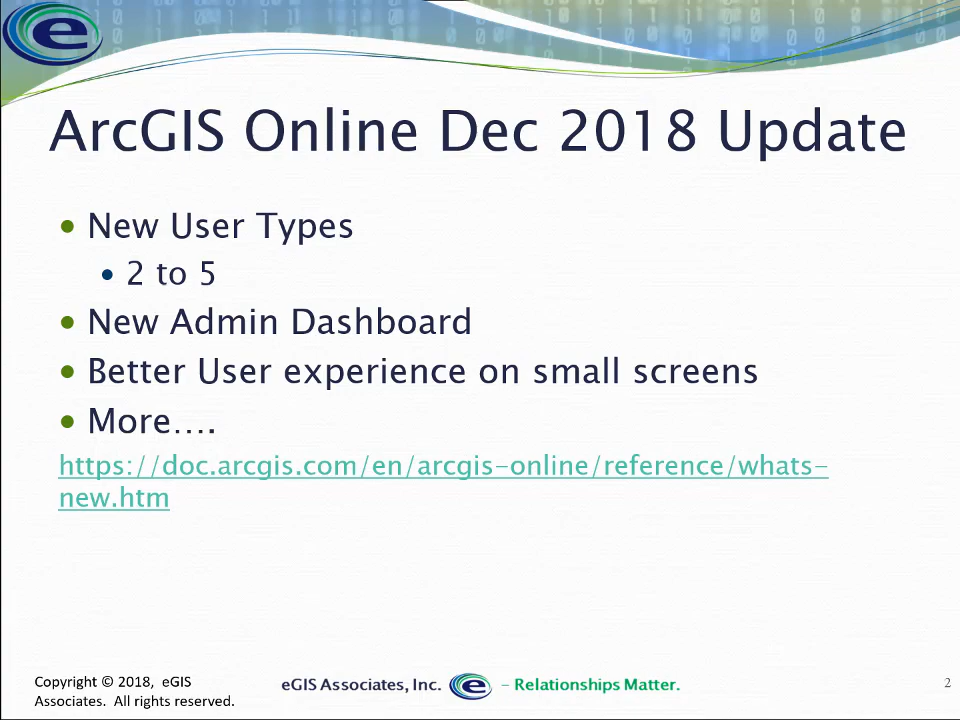 e
ArcGIS Online Dec 2018 Update
• New User Types
• 2 to 5
• New Admin Dashboard
• Better User experience on small screens
• More….
https://doc.arcgis.com/en/arcgis-online/reference/whats-
new.htm
Copyright © 2018, eGIS
Associates. All rights reserved.
eGIS Associates, Inc. e – Relationships Matter.
2